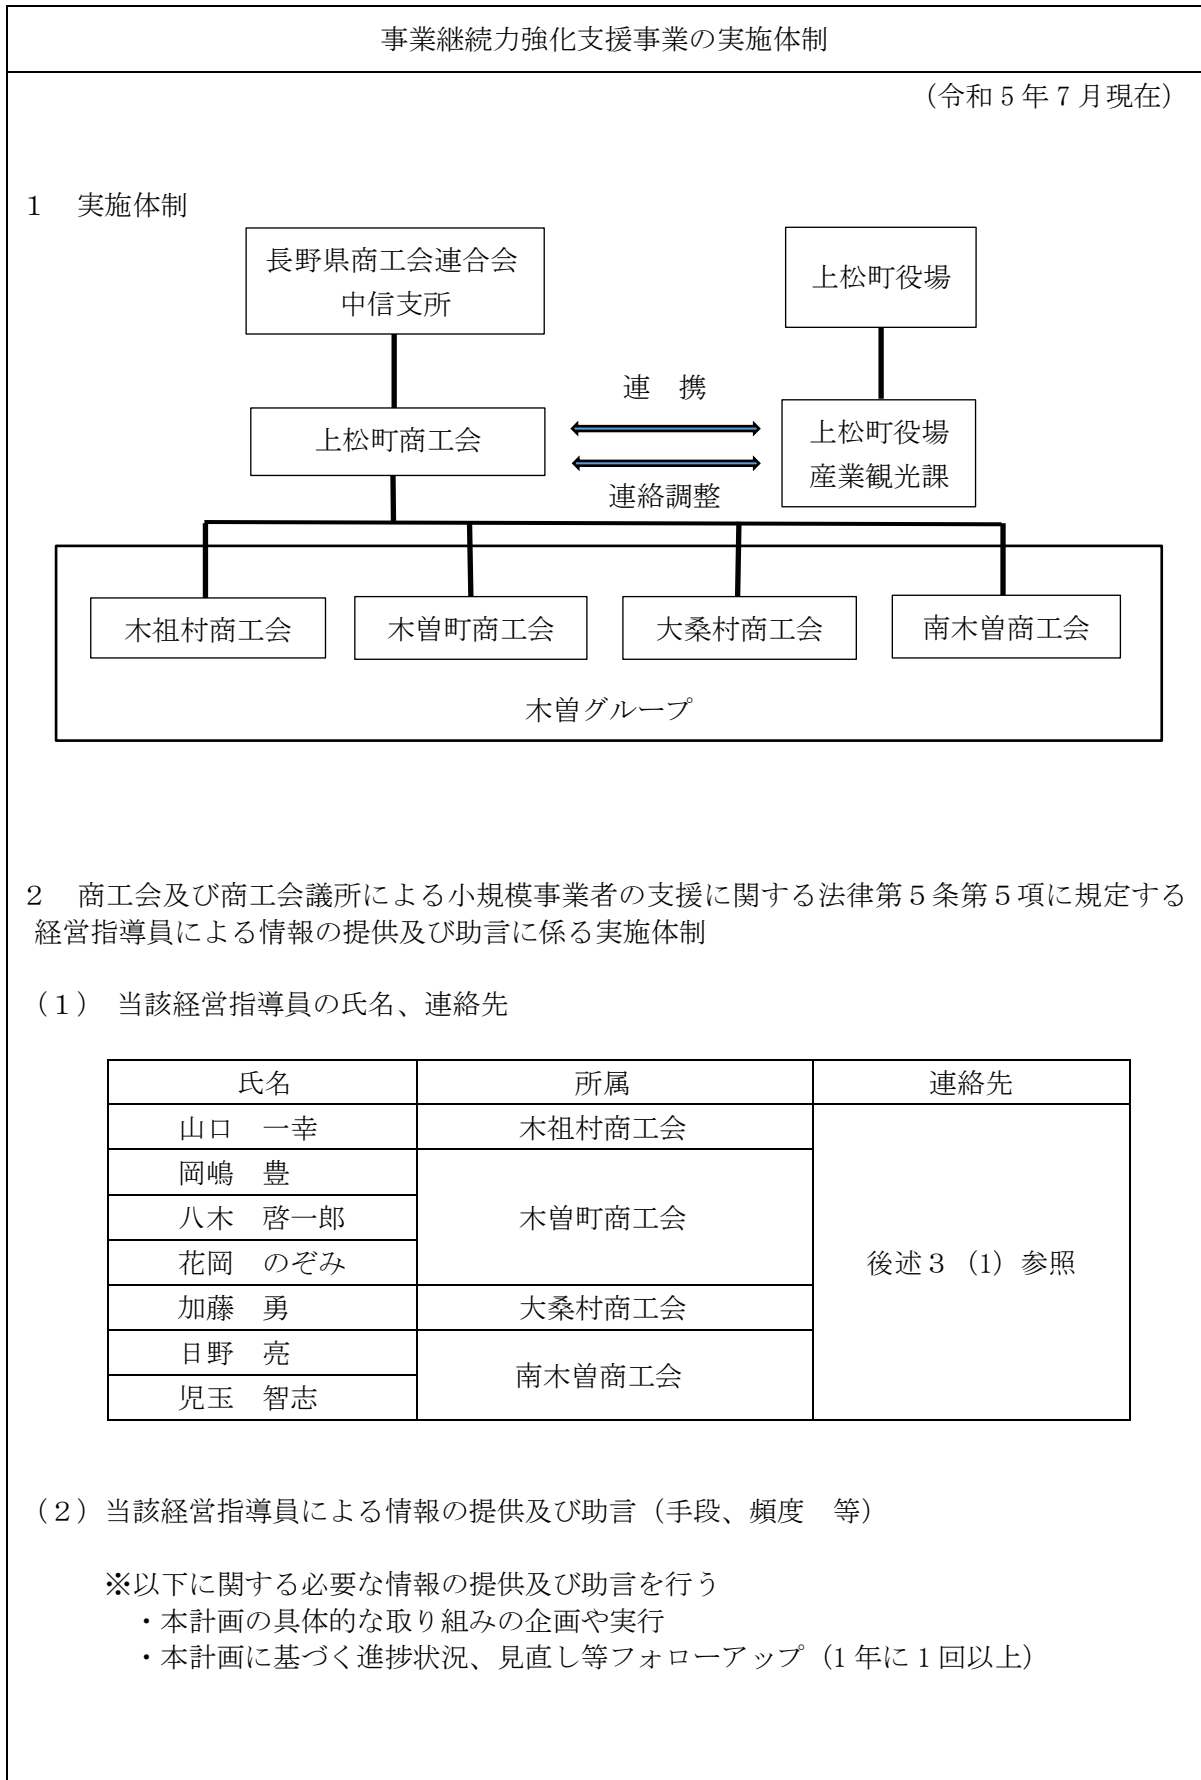 事業継続力強化支援事業の実施体制
（令和５年７月現在）
１　実施体制
長野県商工会連合会
中信支所
上松町役場
連　携
上松町商工会
上松町役場
産業観光課
連絡調整
木祖村商工会
木曽町商工会
大桑村商工会
南木曽商工会
木曽グループ
２　商工会及び商工会議所による小規模事業者の支援に関する法律第５条第５項に規定する
経営指導員による情報の提供及び助言に係る実施体制
（１）　当該経営指導員の氏名、連絡先
氏名　所属　連絡先
山口　一幸　木祖村商工会
岡嶋　豊
八木　啓一郎　木曽町商工会
花岡　のぞみ　後述３（1）参照
加藤　勇　大桑村商工会
日野　亮
南木曽商工会
児玉　智志
（２）当該経営指導員による情報の提供及び助言（手段、頻度　等）
※以下に関する必要な情報の提供及び助言を行う
・本計画の具体的な取り組みの企画や実行
・本計画に基づく進捗状況、見直し等フォローアップ（1年に１回以上）